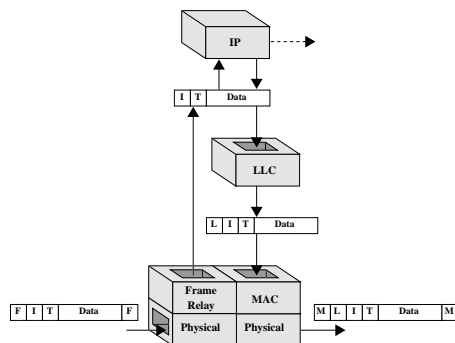 IP
I T Data
LLC
L I T Data
Frame Relay
MAC
F I T Data F
Physical
Physical
M L I T Data M